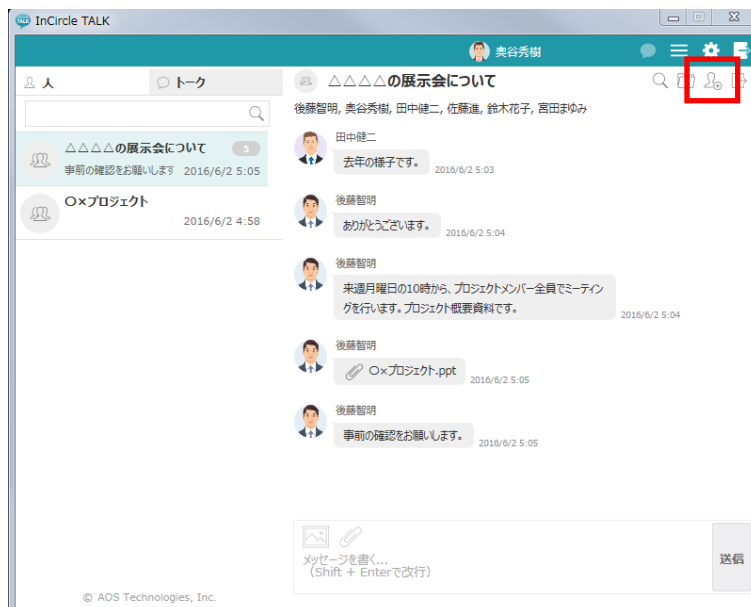 TALK InCircle TALK
奥谷秀樹
人
トーク
△△△△の展示会について 5
事前の確認をお願いします 2016/6/2 5:05
〇×プロジェクト
2016/6/2 4:58
© AOS Technologies, Inc.
△△△△の展示会について
後藤智明, 奥谷秀樹, 田中健二, 佐藤進, 鈴木花子, 宮田まゆみ
田中健二
去年の様子です。 2016/6/2 5:03
後藤智明
ありがとうございます。 2016/6/2 5:04
後藤智明
来週月曜日の10時から、プロジェクトメンバー全員でミーティン
グを行います。プロジェクト概要資料です。 2016/6/2 5:04
後藤智明
〇×プロジェクト.ppt 2016/6/2 5:05
後藤智明
事前の確認をお願いします。 2016/6/2 5:05
メッセージを書く...
（Shift + Enterで改行）
送信